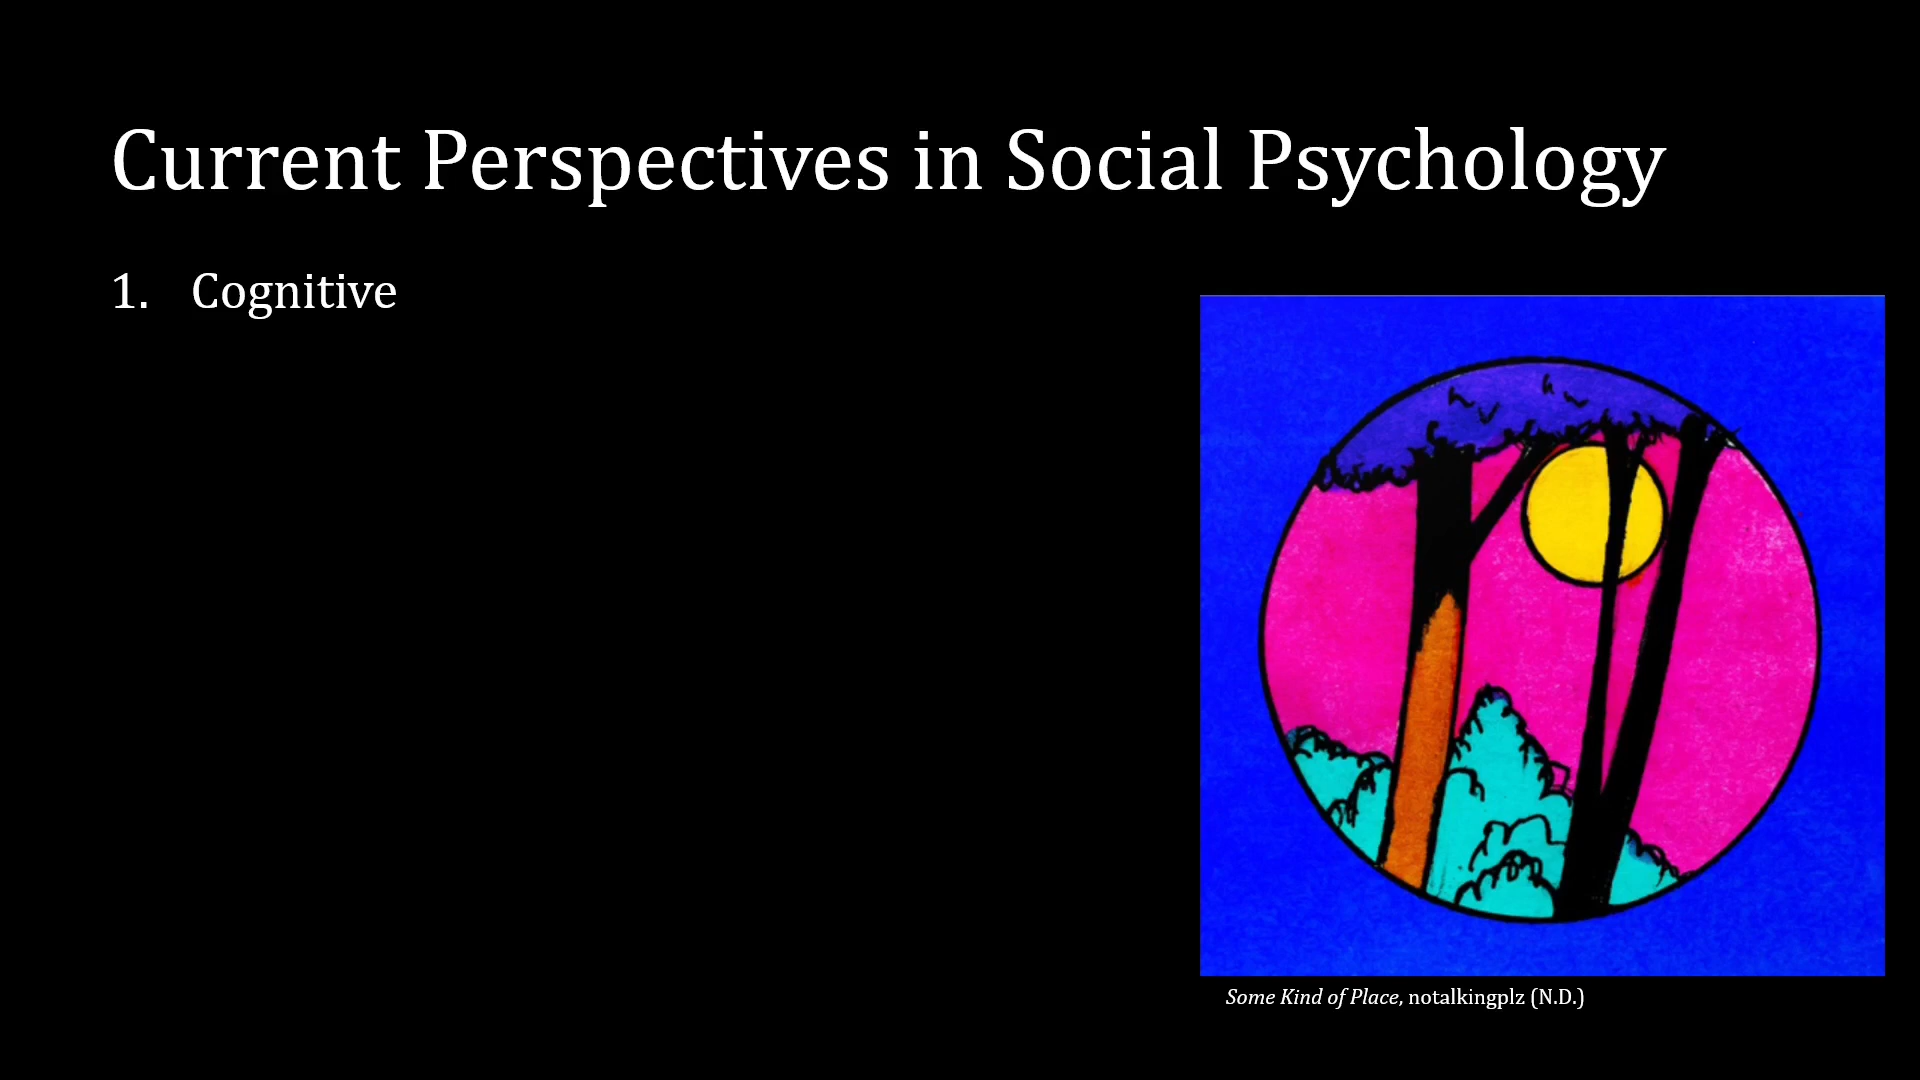 Current Perspectives in Social Psychology
1. Cognitive
Some Kind of Place, notalkingplz (N.D.)